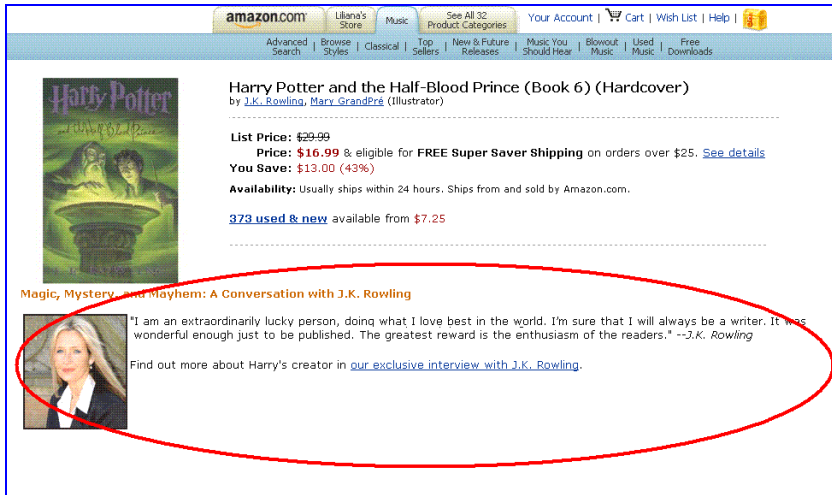 amazon.com
Liliana's Store
Music
See All 32 Product Categories
Your Account | Cart | Wish List | Help |
Advanced Search | Browse Styles | Classical | Top Sellers | New & Future Releases | Music You Should Hear | Blowout Music | Used Music | Free Downloads
Harry Potter
and the Half-Blood Prince
Harry Potter and the Half-Blood Prince (Book 6) (Hardcover)
by J.K. Rowling, Mary GrandPré (Illustrator)
List Price: $29.99
Price: $16.99 & eligible for FREE Super Saver Shipping on orders over $25. See details
You Save: $13.00 (43%)
Availability: Usually ships within 24 hours. Ships from and sold by Amazon.com.
373 used & new available from $7.25
Magic, Mystery, and Mayhem: A Conversation with J.K. Rowling
"I am an extraordinarily lucky person, doing what I love best in the world. I'm sure that I will always be a writer. It was
wonderful enough just to be published. The greatest reward is the enthusiasm of the readers." --J.K. Rowling
Find out more about Harry's creator in our exclusive interview with J.K. Rowling.